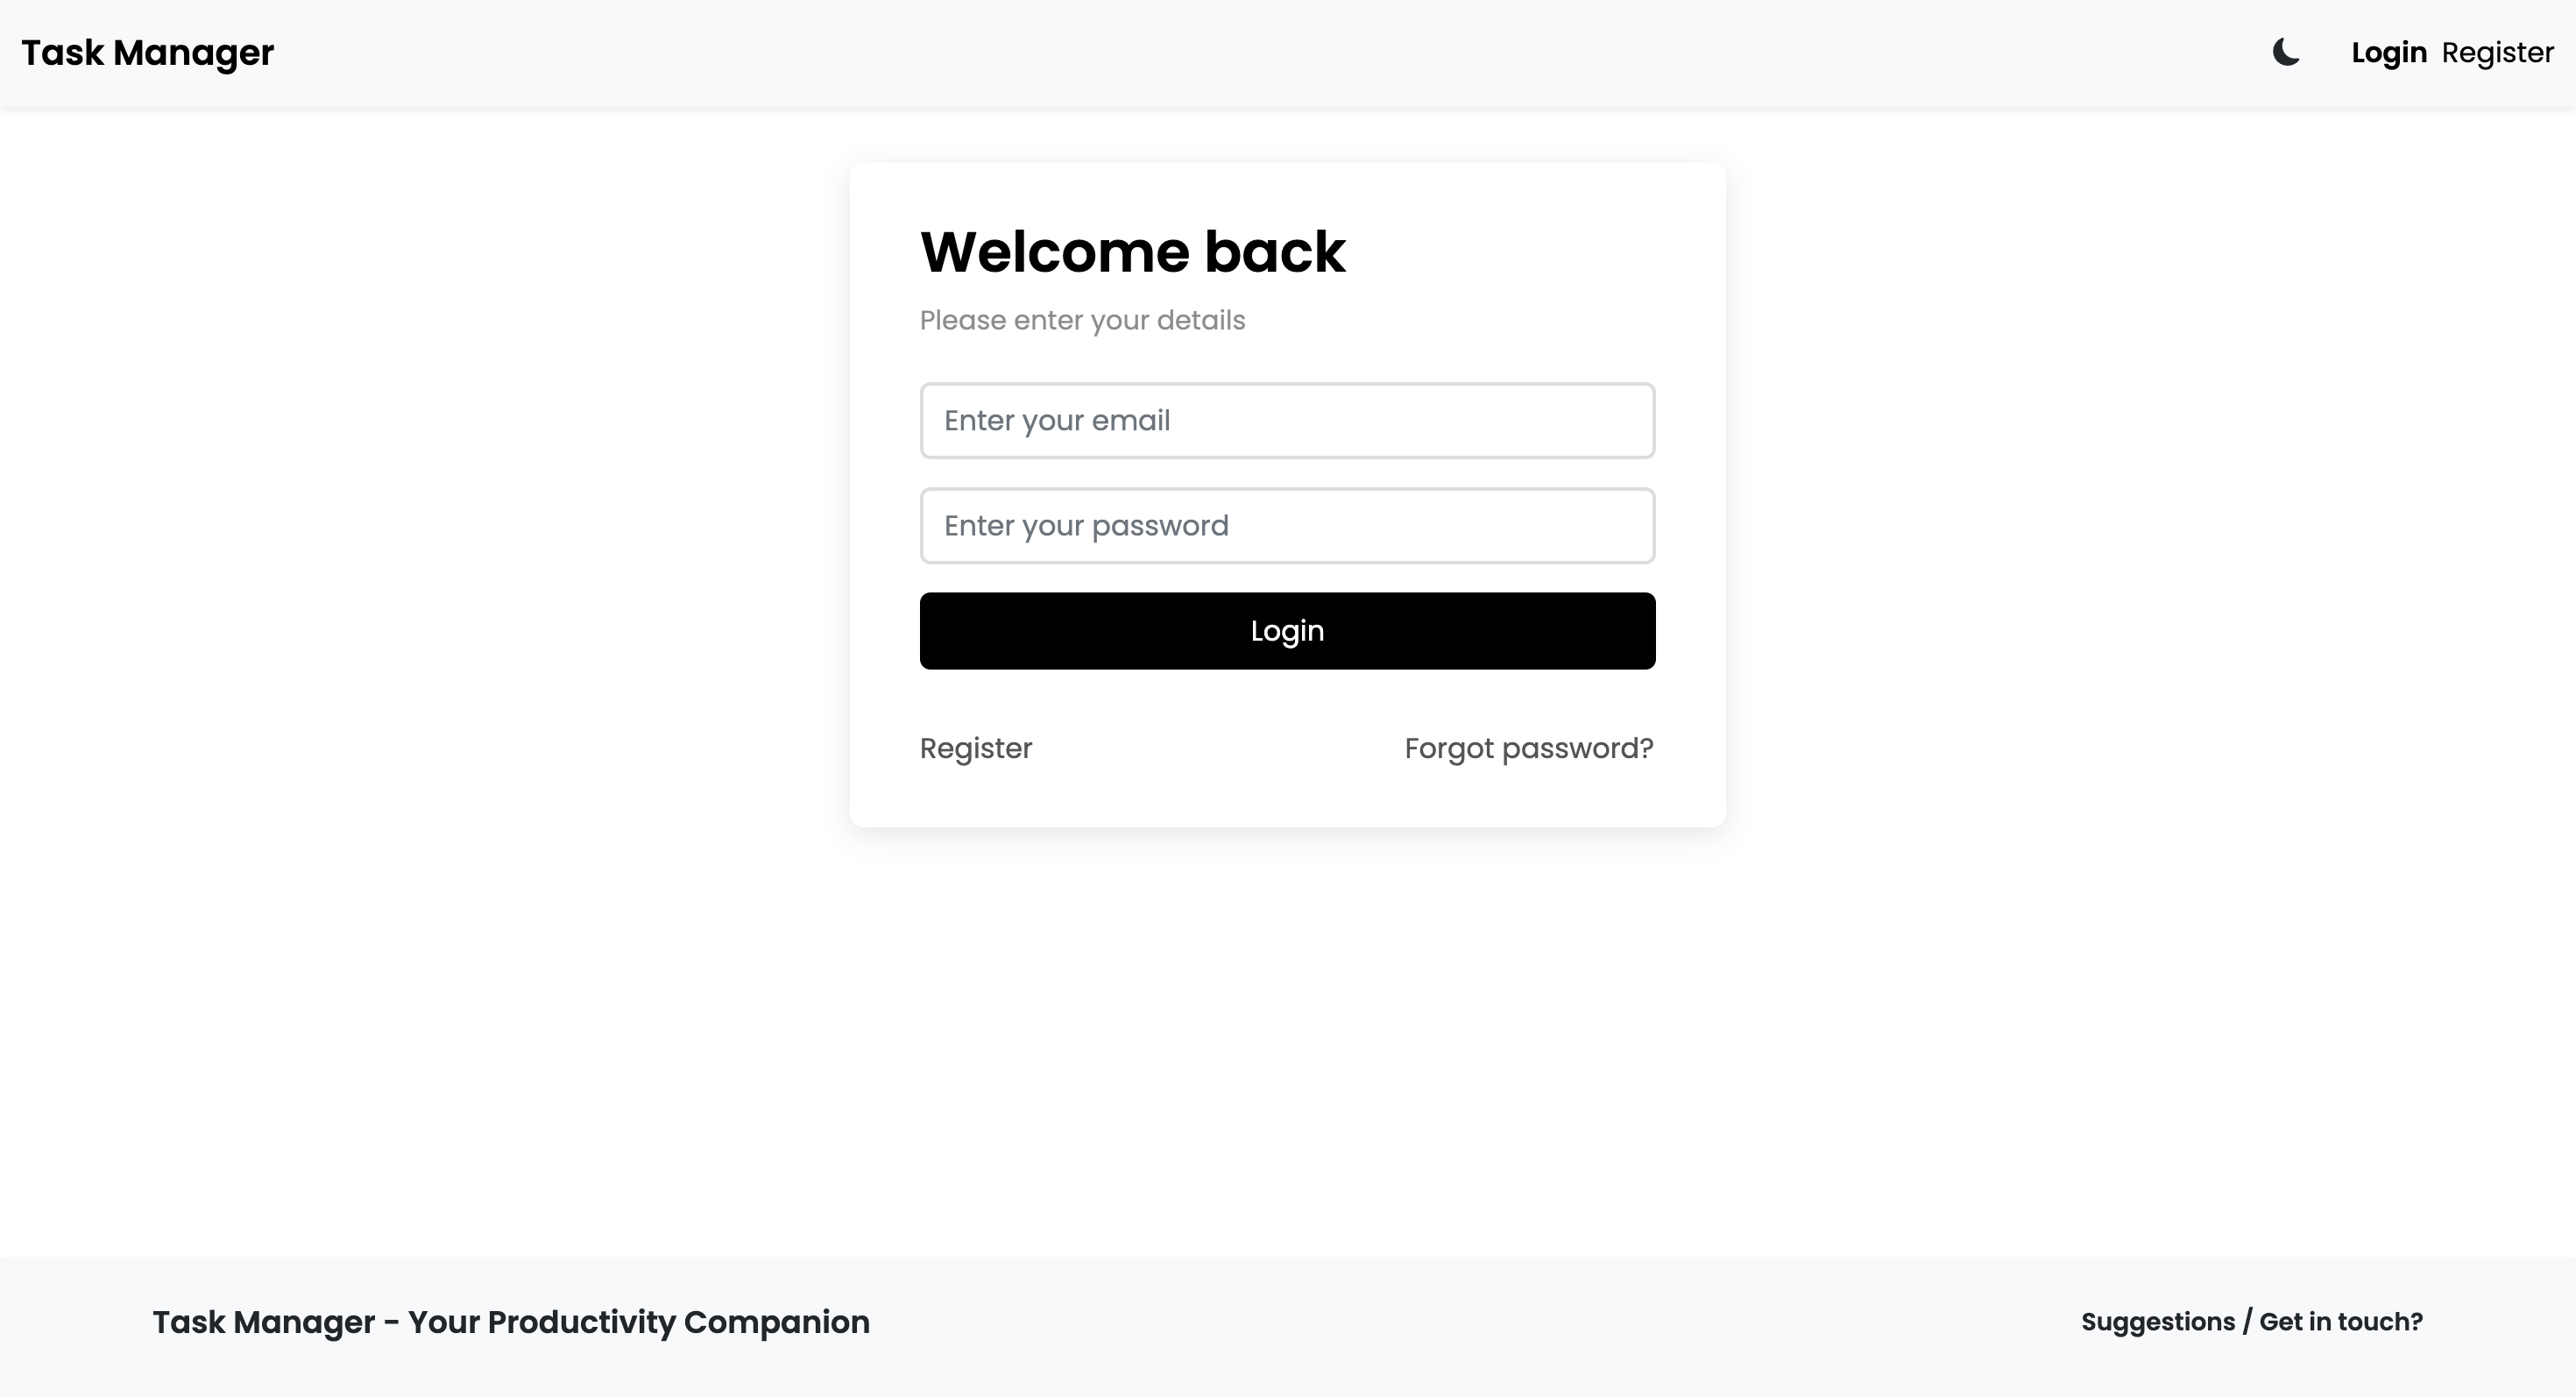 Task Manager
Login Register
Welcome back
Please enter your details
Enter your email
Enter your password
Login
Register Forgot password?
Task Manager - Your Productivity Companion
Suggestions / Get in touch?